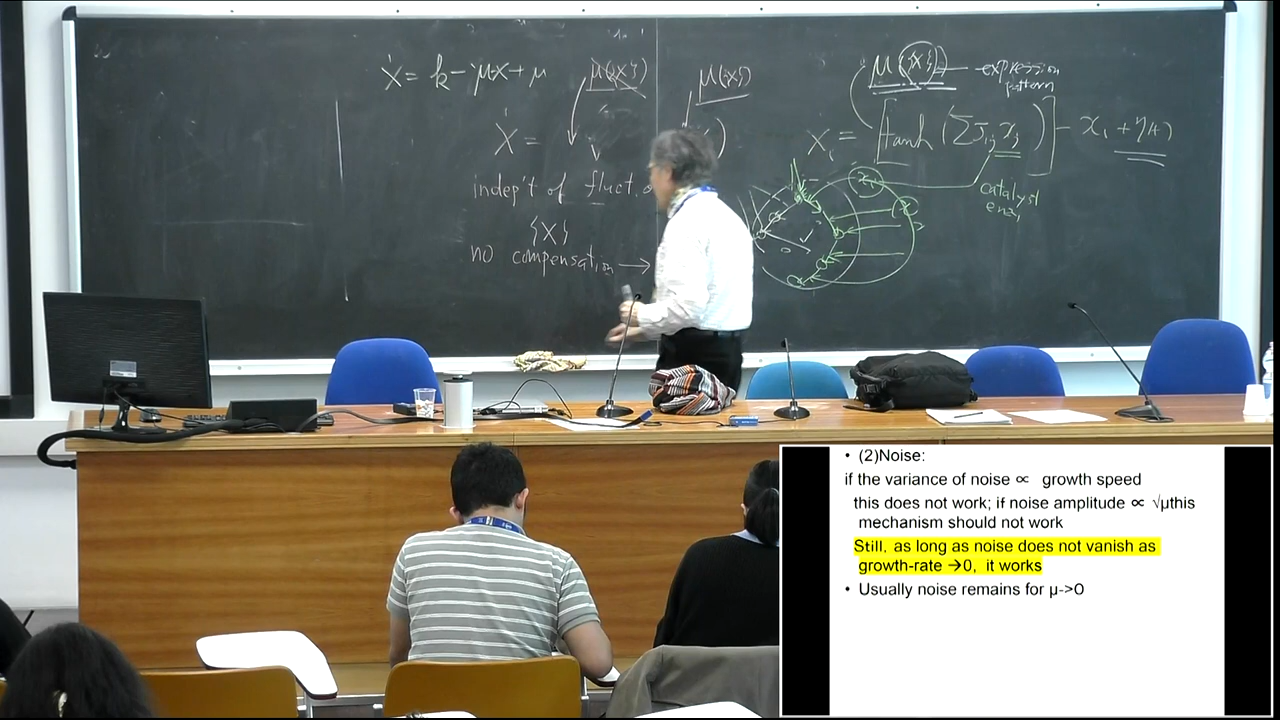 Ẋ = k - μX + μ
μ(X)
μ(X)
Ẋ =
indep't of fluct.
{X}
no compensation →
μ({X}) — expression
pattern
ẋᵢ = [tanh (ΣJᵢⱼ xⱼ)] - xᵢ + η(t)
catalyst
• (2)Noise:
if the variance of noise ∝ growth speed
this does not work; if noise amplitude ∝ √μthis
mechanism should not work
Still, as long as noise does not vanish as
growth-rate →0, it works
• Usually noise remains for μ->0